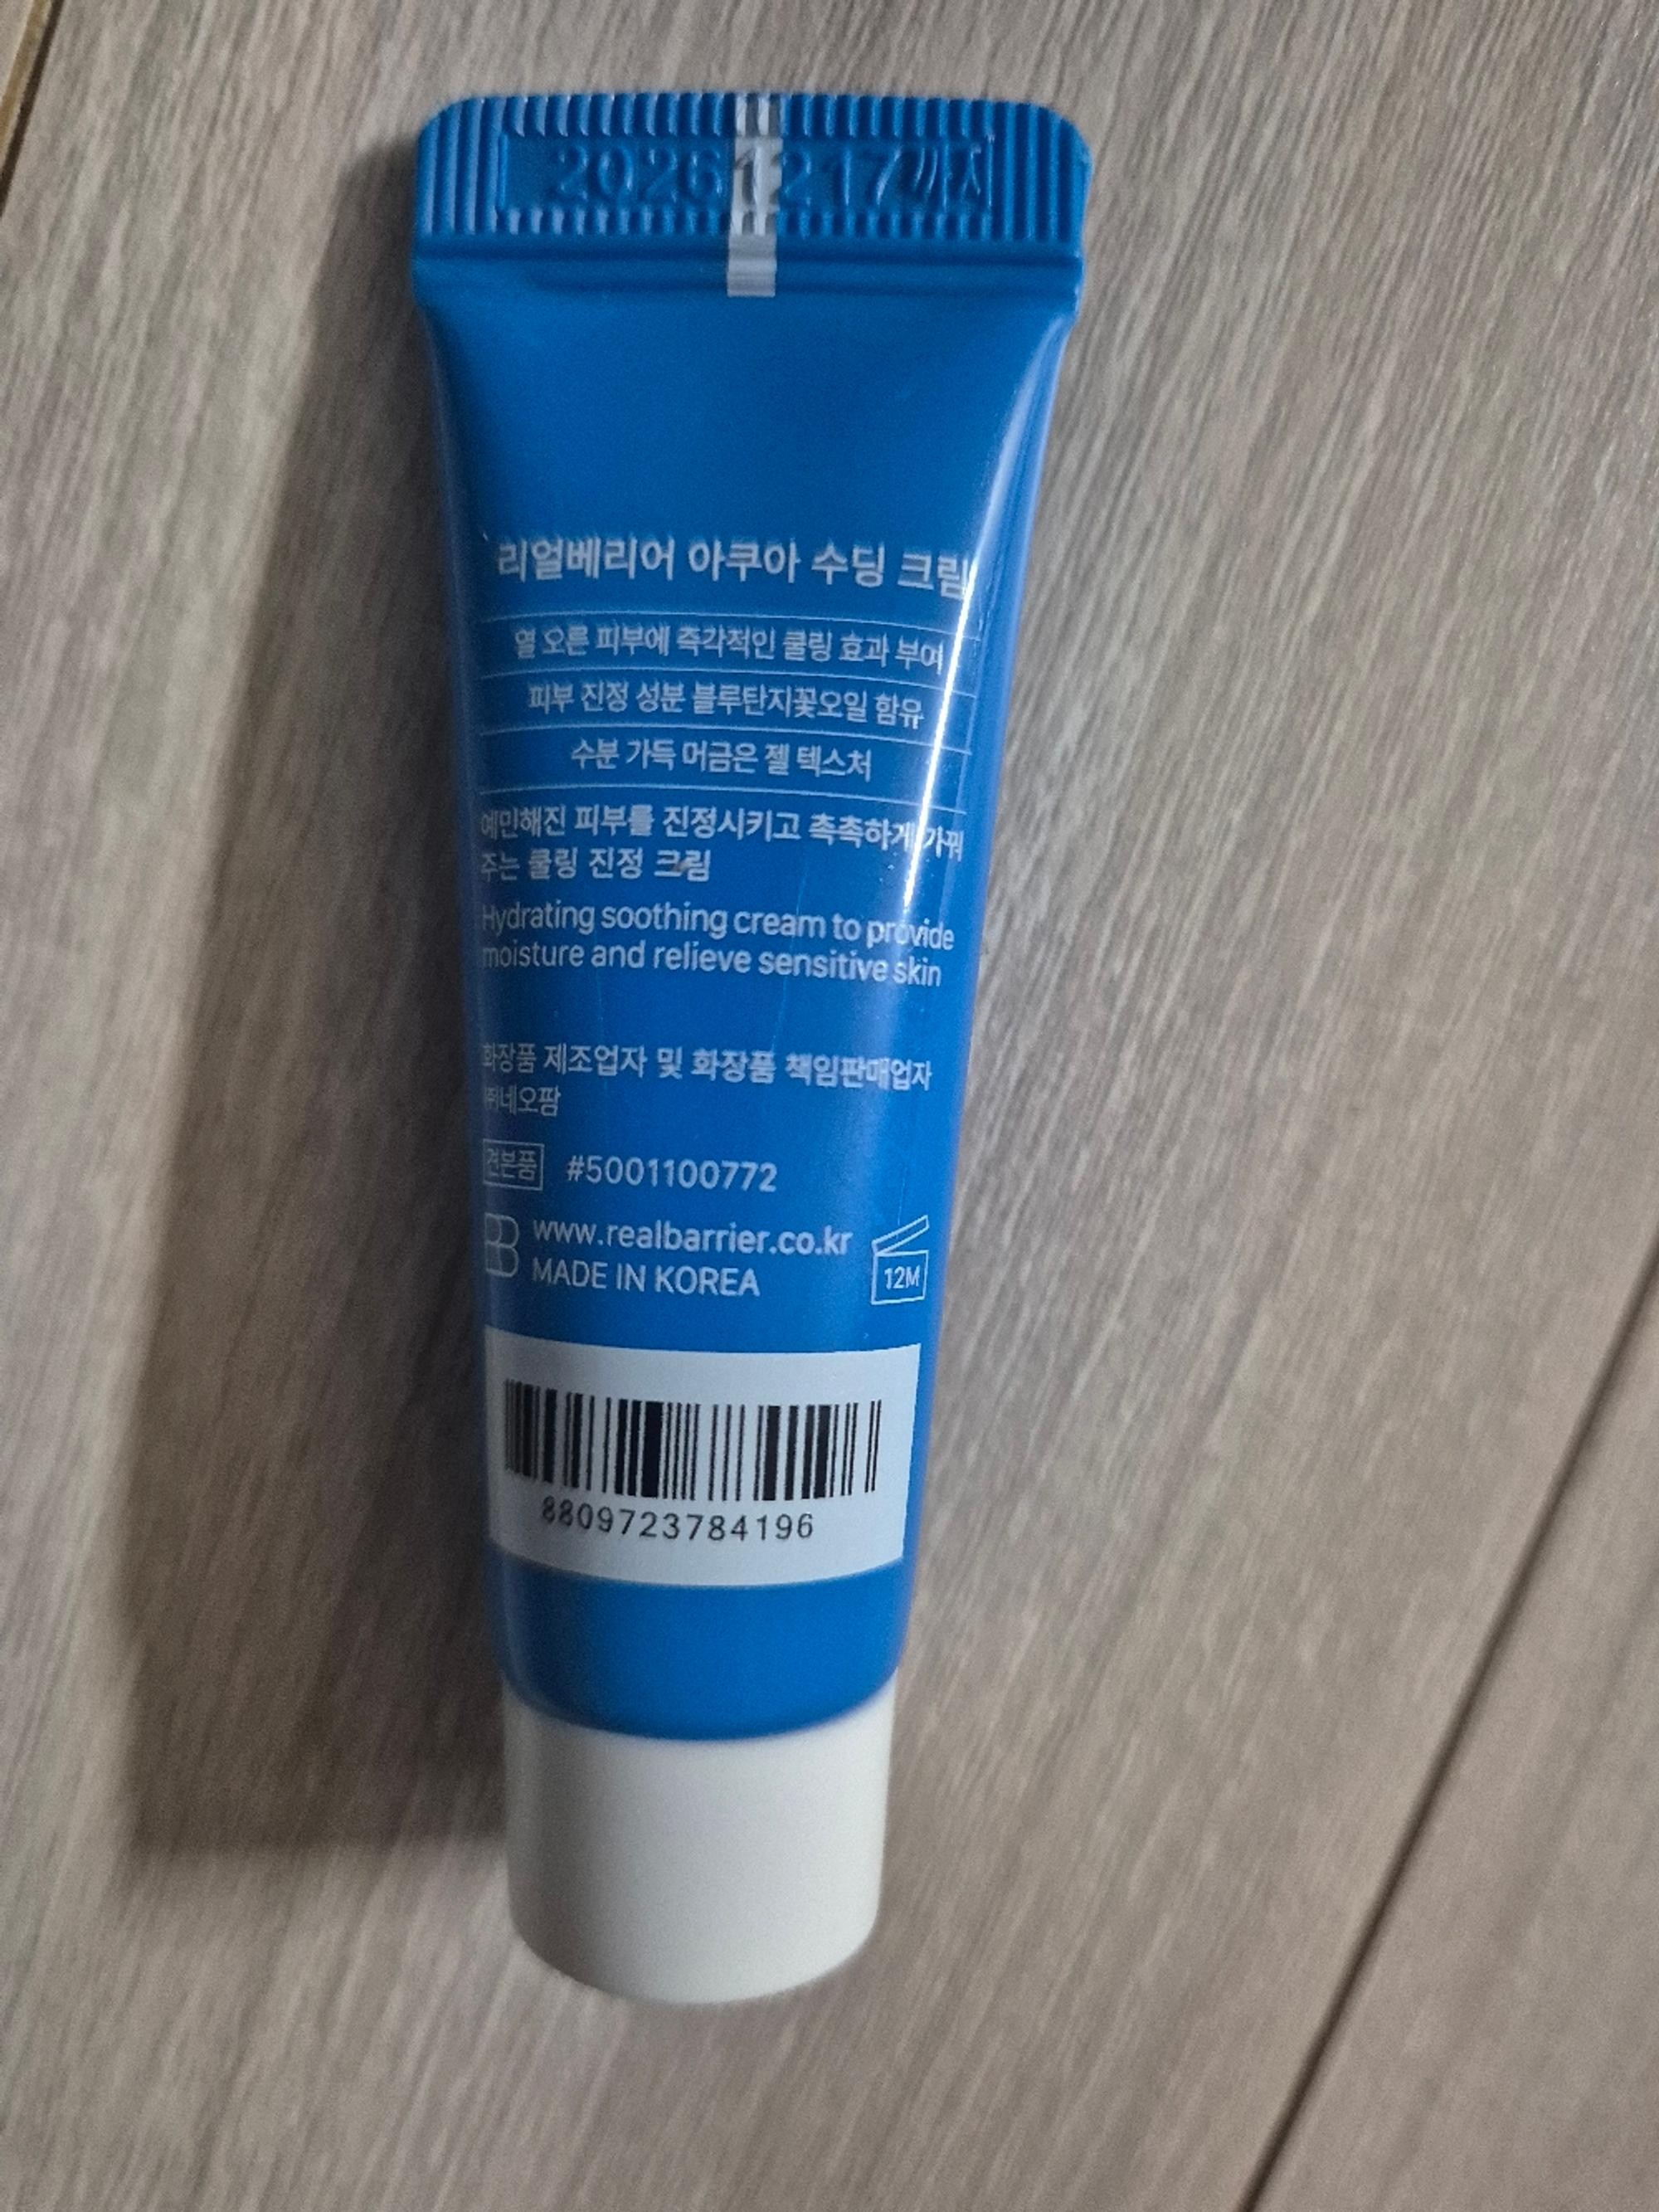 20261217까지
리얼베리어 아쿠아 수딩 크림
열 오른 피부에 즉각적인 쿨링 효과 부여
피부 진정 성분 블루탄지꽃오일 함유
수분 가득 머금은 젤 텍스처
예민해진 피부를 진정시키고 촉촉하게 가꿔
주는 쿨링 진정 크림
Hydrating soothing cream to provide
moisture and relieve sensitive skin
화장품 제조업자 및 화장품 책임판매업자
㈜네오팜
견본품 #5001100772
www.realbarrier.co.kr
MADE IN KOREA
12M
8809723784196